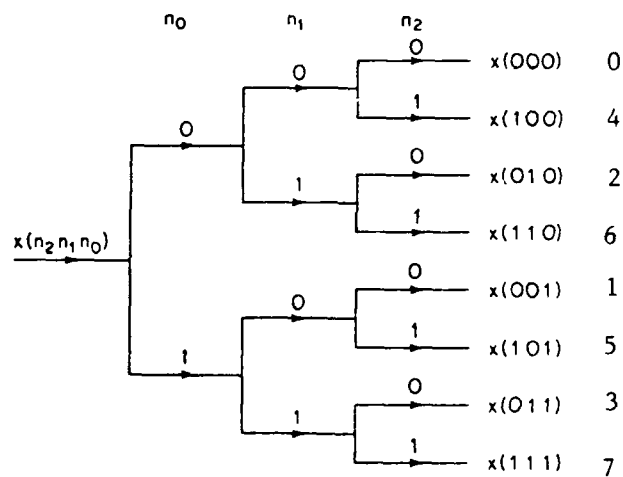 n₀ n₁ n₂
0 x(000) 0
0
1 x(100) 4
0
0 x(010) 2
1
1 x(110) 6
x(n₂n₁n₀)
0 x(001) 1
0
1 x(101) 5
1
0 x(011) 3
1
1 x(111) 7